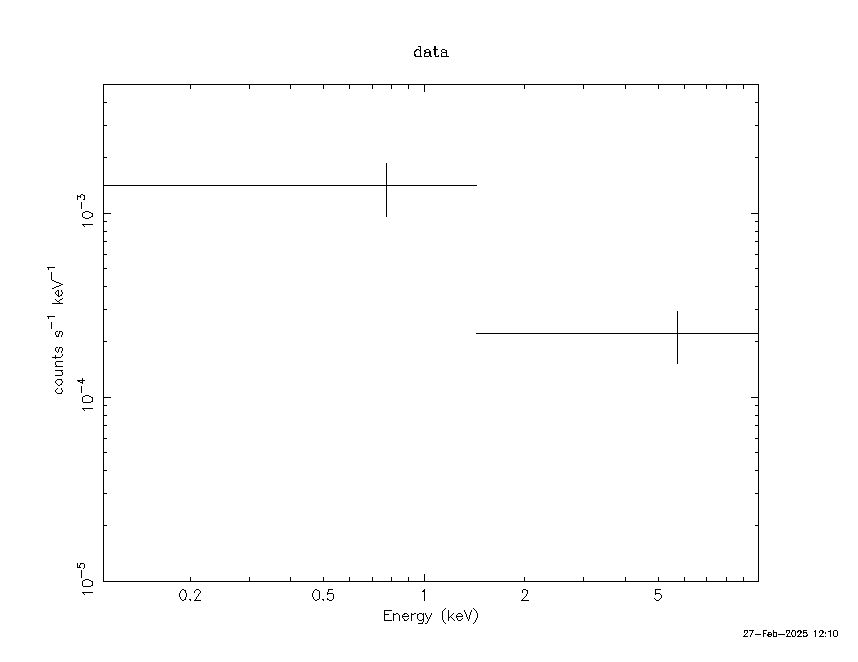 data
counts s⁻¹ keV⁻¹
10⁻³
10⁻⁴
10⁻⁵
0.2 0.5 1 2 5
Energy (keV)
27-Feb-2025 12:10